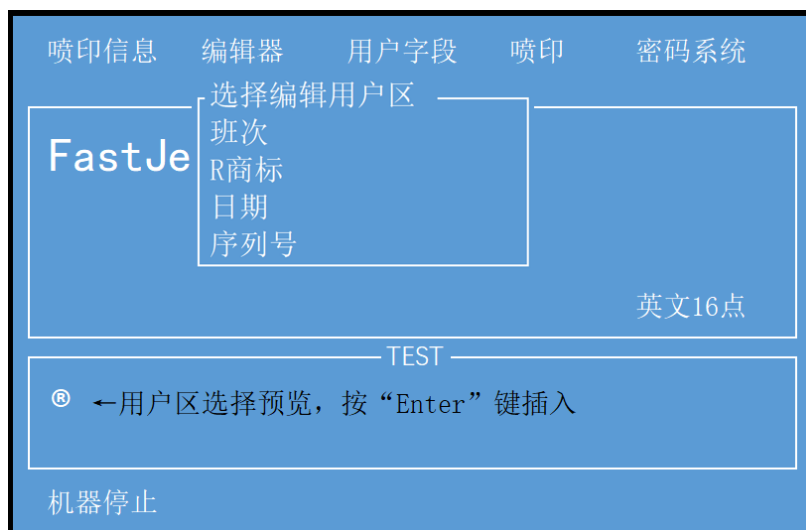 喷印信息 编辑器 用户字段 喷印 密码系统
选择编辑用户区
班次
FastJe
R商标
日期
序列号
英文16点
TEST
® ←用户区选择预览，按“Enter”键插入
机器停止